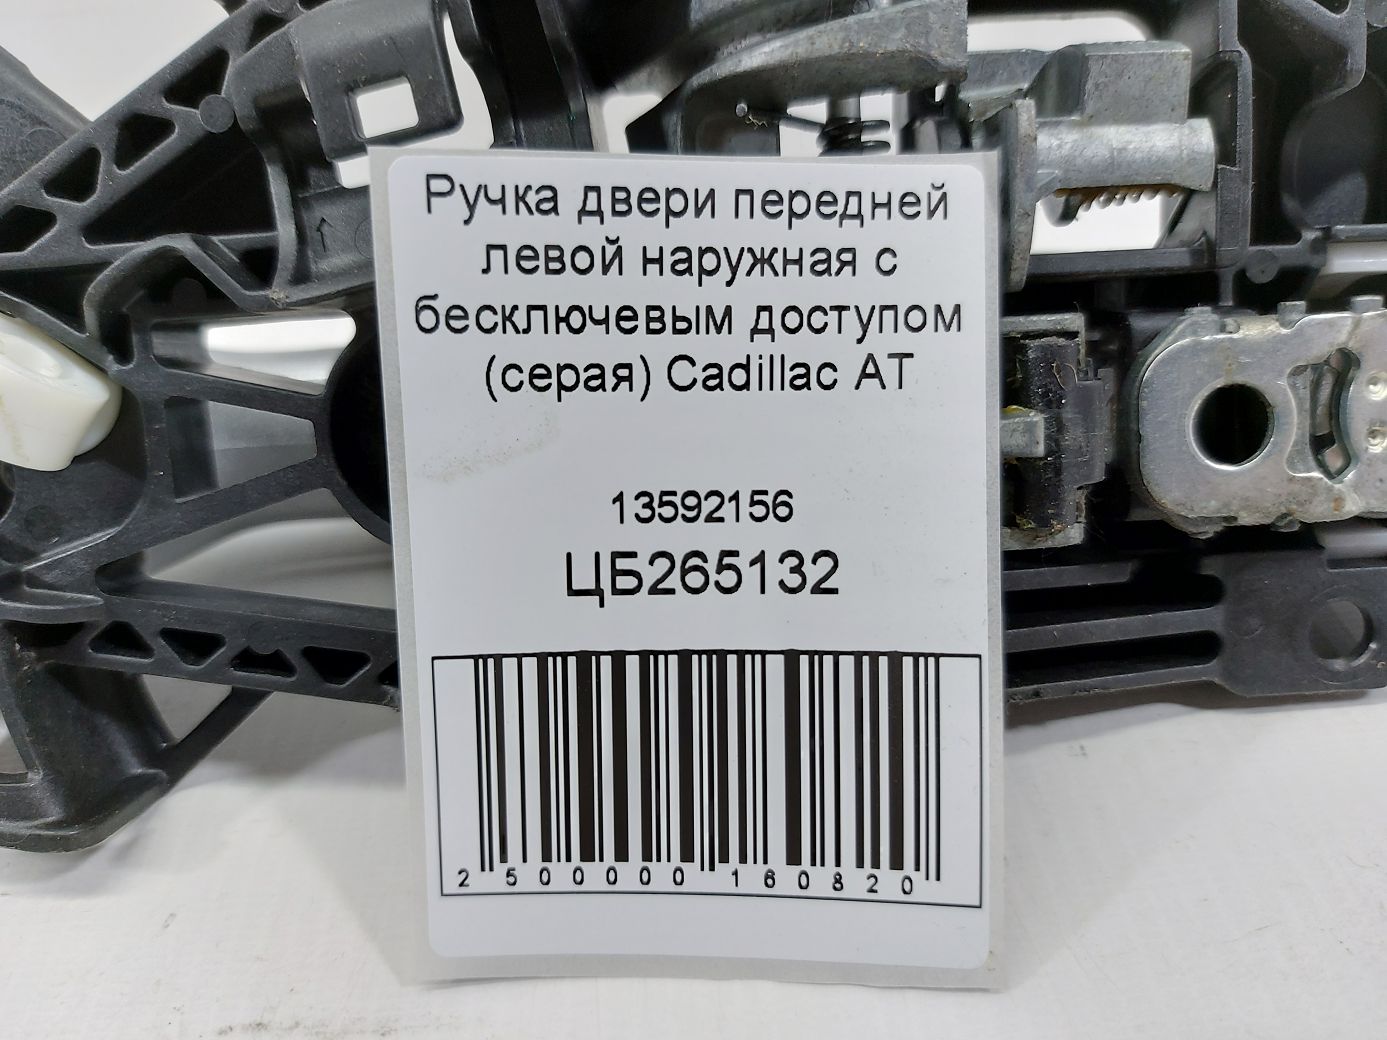 Ручка двери передней
левой наружная с
бесключевым доступом
(серая) Cadillac AT
13592156
ЦБ265132
2 500000 160820